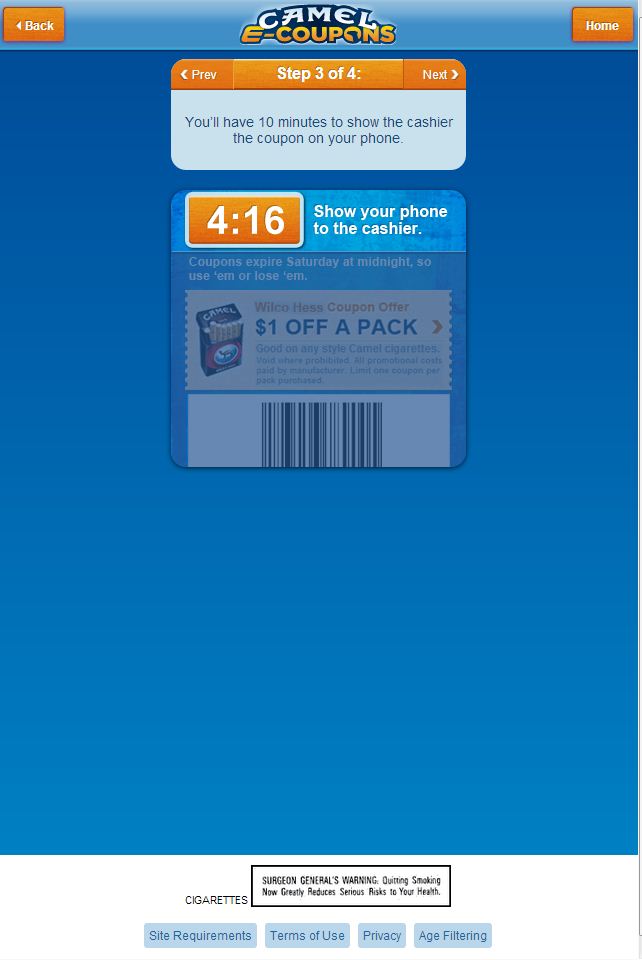 Back
CAMEL
E-COUPONS
Home
Prev
Step 3 of 4:
Next
You'll have 10 minutes to show the cashier
the coupon on your phone.
4:16
Show your phone
to the cashier.
Coupons expire Saturday at midnight, so
use ‘em or lose ‘em.
CAMEL
Wilco Hess Coupon Offer
$1 OFF A PACK
Good on any style Camel cigarettes.
Void where prohibited. All promotional costs
paid by manufacturer. Limit one coupon per
pack purchased.
CIGARETTES
SURGEON GENERAL'S WARNING: Quitting Smoking
Now Greatly Reduces Serious Risks to Your Health.
Site Requirements
Terms of Use
Privacy
Age Filtering